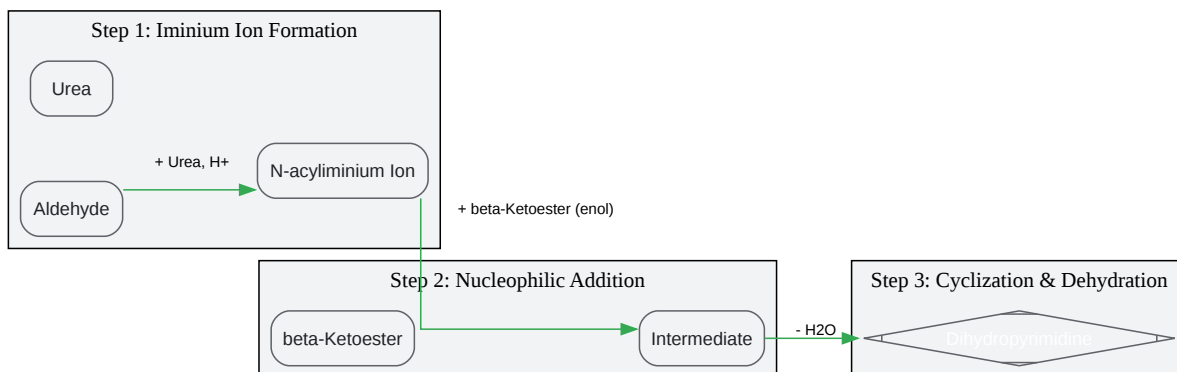 Step 1: Iminium Ion Formation
Urea
+ Urea, H+
N-acyliminium Ion
Aldehyde
+ beta-Ketoester (enol)
Step 2: Nucleophilic Addition
beta-Ketoester
Intermediate
- H2O
Step 3: Cyclization & Dehydration
Dihydropyrimidine